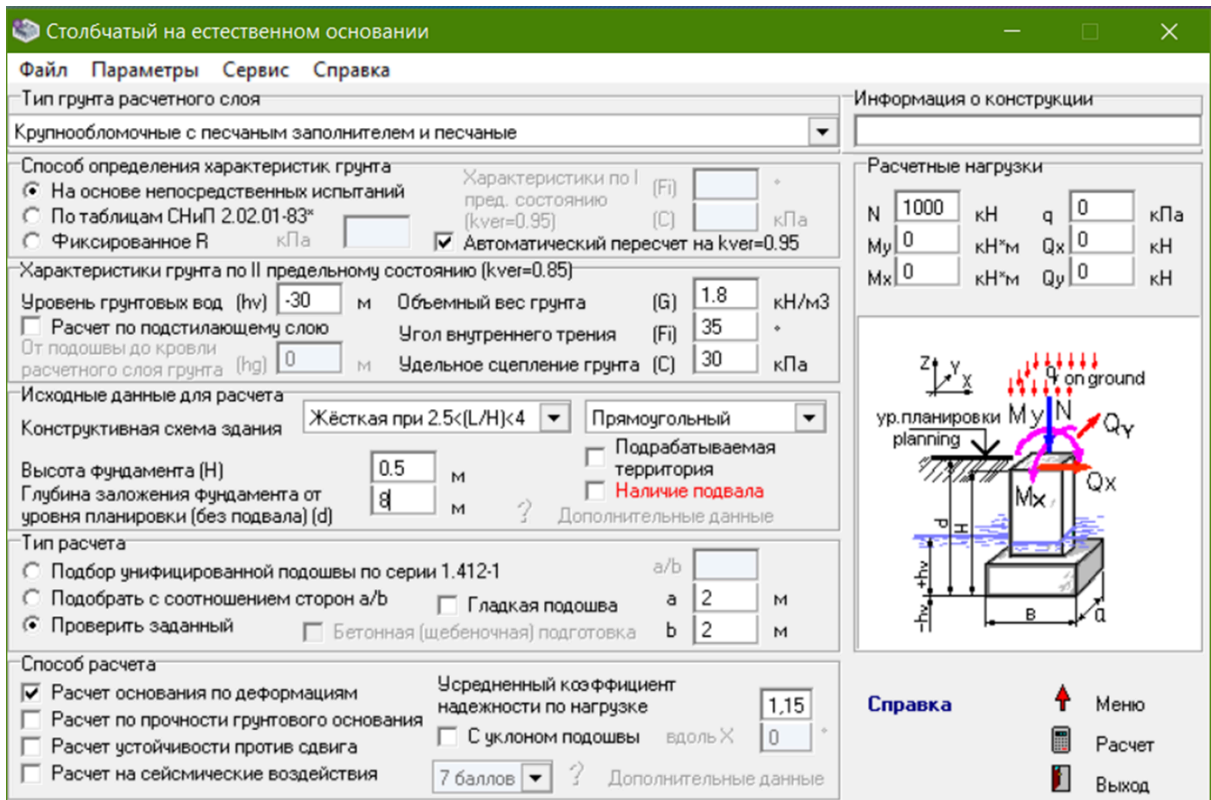 Столбчатый на естественном основании
Файл Параметры Сервис Справка
Тип грунта расчетного слоя
Крупнообломочные с песчаным заполнителем и песчаные
Информация о конструкции
Способ определения характеристик грунта
На основе непосредственных испытаний
По таблицам СНиП 2.02.01-83*
Фиксированное R кПа
Характеристики по I пред. состоянию (kver=0.95)
(Fi) °
(C) кПа
Автоматический пересчет на kver=0.95
Расчетные нагрузки
N 1000 кН q 0 кПа
My 0 кН*м Qx 0 кН
Mx 0 кН*м Qy 0 кН
Характеристики грунта по II предельному состоянию (kver=0.85)
Уровень грунтовых вод (hv) -30 м
Расчет по подстилающему слою
От подошвы до кровли
расчетного слоя грунта (hg) 0 м
Объемный вес грунта (G) 1.8 кН/м3
Угол внутреннего трения (Fi) 35 °
Удельное сцепление грунта (C) 30 кПа
Исходные данные для расчета
Конструктивная схема здания Жёсткая при 2.5<(L/H)<4 Прямоугольный
Высота фундамента (H) 0.5 м
Глубина заложения фундамента от
уровня планировки (без подвала) (d) 8 м
Подрабатываемая
территория
Наличие подвала
? Дополнительные данные
Z Y X
q on ground
ур.планировки
planning
My N QY
Qx
Mx
d H
+hv
-hv
B a
Тип расчета
Подбор унифицированной подошвы по серии 1.412-1
Подобрать с соотношением сторон a/b
Проверить заданный
Гладкая подошва
Бетонная (щебеночная) подготовка
a/b
a 2 м
b 2 м
Способ расчета
Расчет основания по деформациям
Расчет по прочности грунтового основания
Расчет устойчивости против сдвига
Расчет на сейсмические воздействия
Усредненный коэффициент
надежности по нагрузке 1,15
С уклоном подошвы вдоль X 0 °
7 баллов ? Дополнительные данные
Справка
Меню
Расчет
Выход